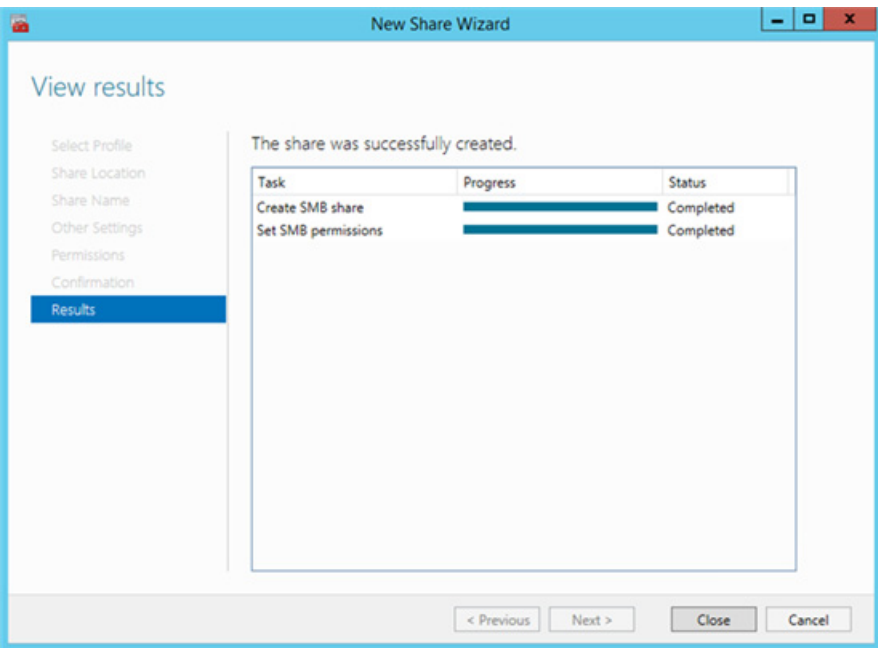 New Share Wizard
View results
Select Profile
Share Location
Share Name
Other Settings
Permissions
Confirmation
Results
The share was successfully created.
Task Progress Status
Create SMB share Completed
Set SMB permissions Completed
< Previous Next > Close Cancel